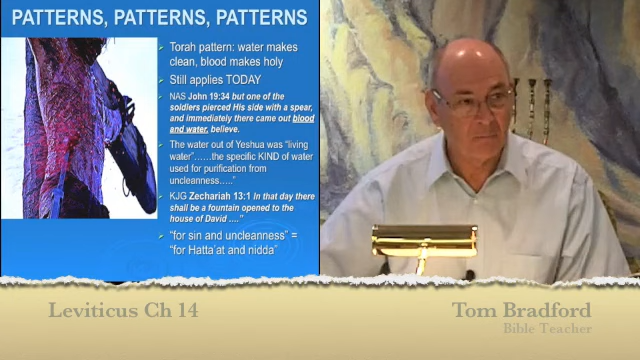 PATTERNS, PATTERNS, PATTERNS
Torah pattern: water makes
clean, blood makes holy
Still applies TODAY
NAS John 19:34 but one of the
soldiers pierced His side with a spear,
and immediately there came out blood
and water. believe.
The water out of Yeshua was "living
water"……the specific KIND of water
used for purification from
uncleanness….."
KJG Zechariah 13:1 In that day there
shall be a fountain opened to the
house of David …."
"for sin and uncleanness" =
"for Hatta'at and nidda"
Leviticus Ch 14
Tom Bradford
Bible Teacher